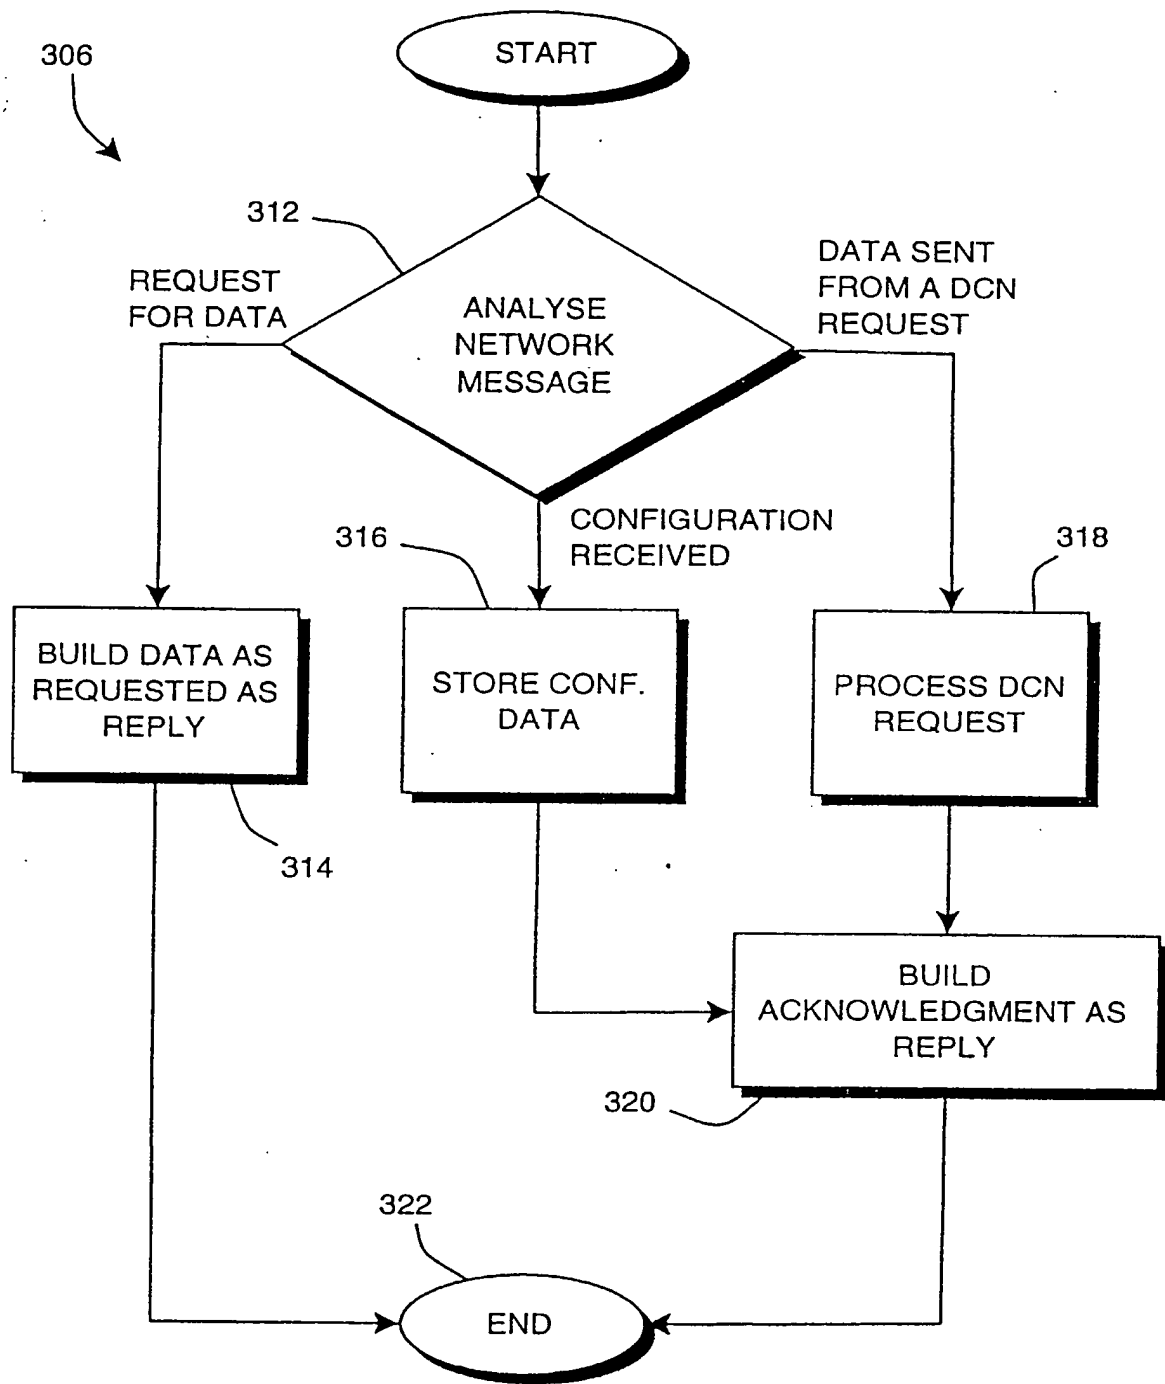 START
306
312
REQUEST
FOR DATA
ANALYSE
NETWORK
MESSAGE
DATA SENT
FROM A DCN
REQUEST
CONFIGURATION
RECEIVED
316
318
BUILD DATA AS
REQUESTED AS
REPLY
STORE CONF.
DATA
PROCESS DCN
REQUEST
314
BUILD
ACKNOWLEDGMENT AS
REPLY
320
322
END